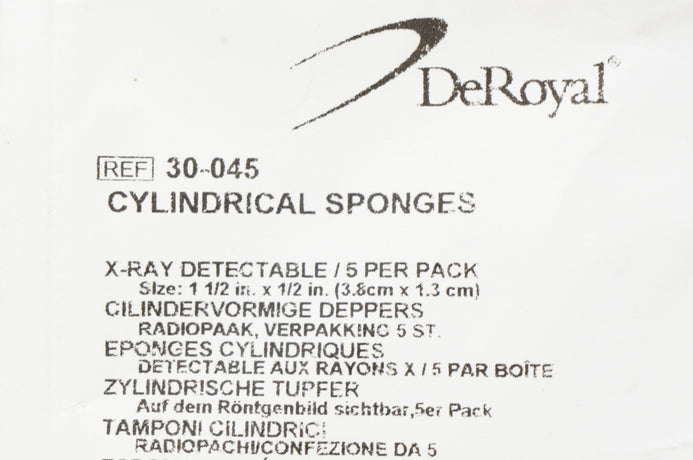 DeRoyal®
REF 30-045
CYLINDRICAL SPONGES
X-RAY DETECTABLE / 5 PER PACK
Size: 1 1/2 in. x 1/2 in. (3.8cm x 1.3 cm)
CILINDERVORMIGE DEPPERS
RADIOPAAK, VERPAKKING 5 ST.
EPONGES CYLINDRIQUES
DETECTABLE AUX RAYONS X / 5 PAR BOÎTE
ZYLINDRISCHE TUPFER
Auf dem Röntgenbild sichtbar,5er Pack
TAMPONI CILINDRICI
RADIOPACHI/CONFEZIONE DA 5